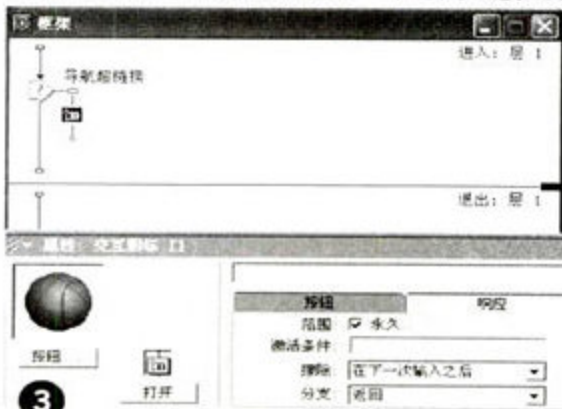 框架
进入：层 1
导航超链接
退出：层 1
属性：交互图标
按钮
响应
范围 永久
激活条件：
擦除 在下一次输入之后
分支 返回
按钮
打开
3